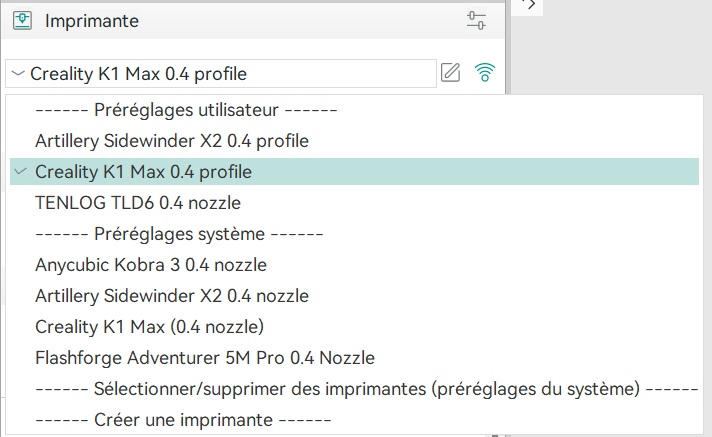 Imprimante
Creality K1 Max 0.4 profile
------ Préréglages utilisateur ------
Artillery Sidewinder X2 0.4 profile
Creality K1 Max 0.4 profile
TENLOG TLD6 0.4 nozzle
------ Préréglages système ------
Anycubic Kobra 3 0.4 nozzle
Artillery Sidewinder X2 0.4 nozzle
Creality K1 Max (0.4 nozzle)
Flashforge Adventurer 5M Pro 0.4 Nozzle
------ Sélectionner/supprimer des imprimantes (préréglages du système) ------
------ Créer une imprimante ------